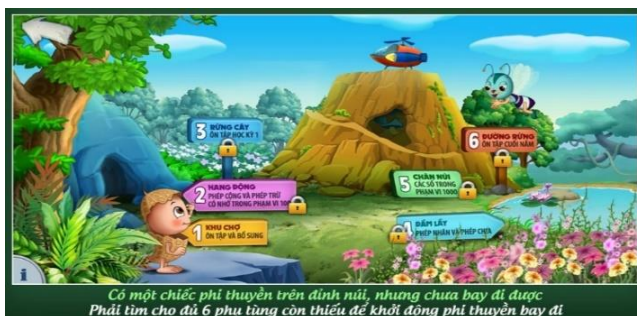 1 KHU CHỢ
ÔN TẬP VÀ BỔ SUNG
2 HANG ĐỘNG
PHÉP CỘNG VÀ PHÉP TRỪ
CÓ NHỚ TRONG PHẠM VI 100
3 RỪNG CÂY
ÔN TẬP HỌC KỲ 1
ĐẦM LẦY
PHÉP NHÂN VÀ PHÉP CHIA
5 CHÂN NÚI
CÁC SỐ TRONG
PHẠM VI 1000
6 ĐƯỜNG RỪNG
ÔN TẬP CUỐI NĂM
i
Có một chiếc phi thuyền trên đỉnh núi, nhưng chưa bay đi được
Phải tìm cho đủ 6 phụ tùng còn thiếu để khởi động phi thuyền bay đi